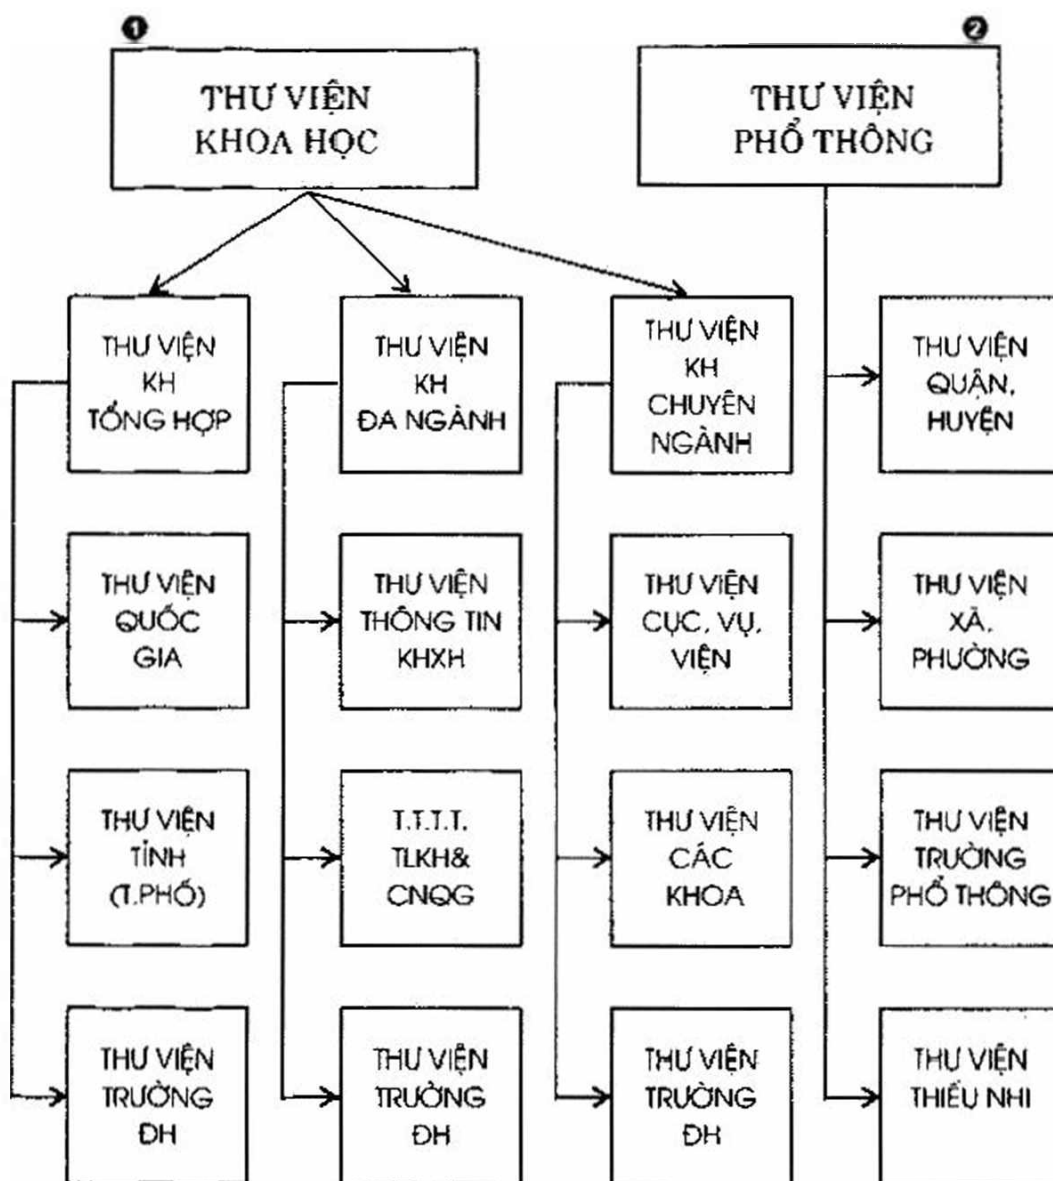 ❶
❷
THƯ VIỆN
KHOA HỌC
THƯ VIỆN
PHỔ THÔNG
THƯ VIỆN
KH
TỔNG HỢP
THƯ VIỆN
KH
ĐA NGÀNH
THƯ VIỆN
KH
CHUYÊN
NGÀNH
THƯ VIỆN
QUẬN,
HUYỆN
THƯ VIỆN
QUỐC
GIA
THƯ VIỆN
THÔNG TIN
KHXH
THƯ VIỆN
CỤC, VỤ,
VIỆN
THƯ VIỆN
XÃ,
PHƯỜNG
THƯ VIỆN
TỈNH
(T.PHỐ)
T.T.T.T.
TLKH&
CNQG
THƯ VIỆN
CÁC
KHOA
THƯ VIỆN
TRƯỜNG
PHỔ THÔNG
THƯ VIỆN
TRƯỜNG
ĐH
THƯ VIỆN
TRƯỜNG
ĐH
THƯ VIỆN
TRƯỜNG
ĐH
THƯ VIỆN
THIẾU NHI